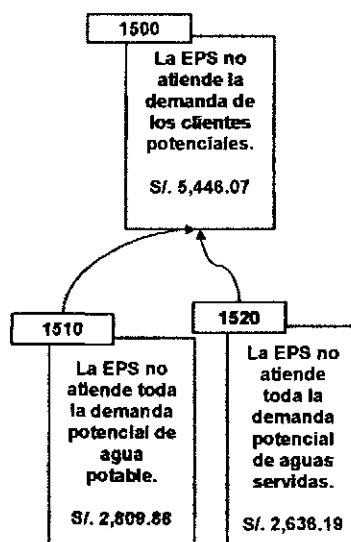 1500
La EPS no
atiende la
demanda de
los clientes
potenciales.
S/. 5,446.07
1510
La EPS no
atiende toda
la demanda
potencial de
agua
potable.
S/. 2,809.88
1520
La EPS no
atiende
toda la
demanda
potencial
de aguas
servidas.
S/. 2,636.19